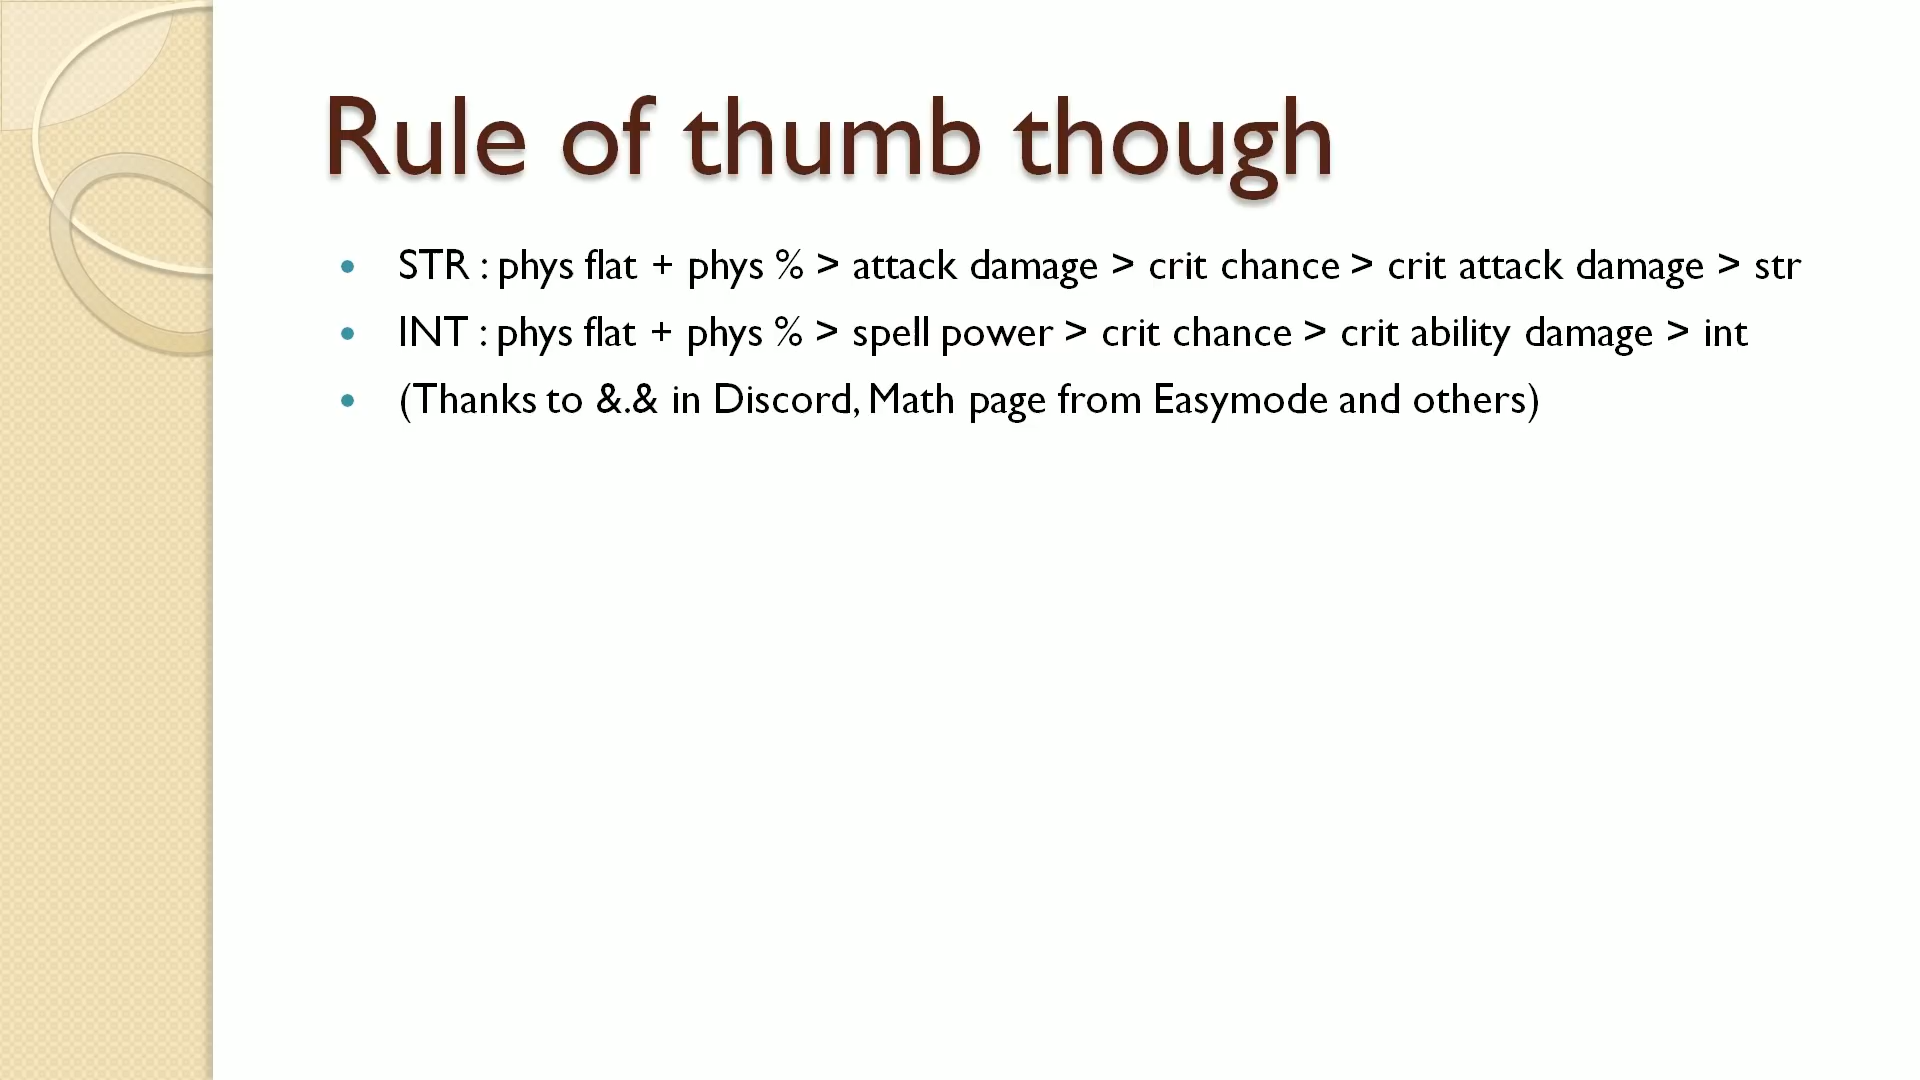 Rule of thumb though
• STR : phys flat + phys % > attack damage > crit chance > crit attack damage > str
• INT : phys flat + phys % > spell power > crit chance > crit ability damage > int
• (Thanks to &.& in Discord, Math page from Easymode and others)